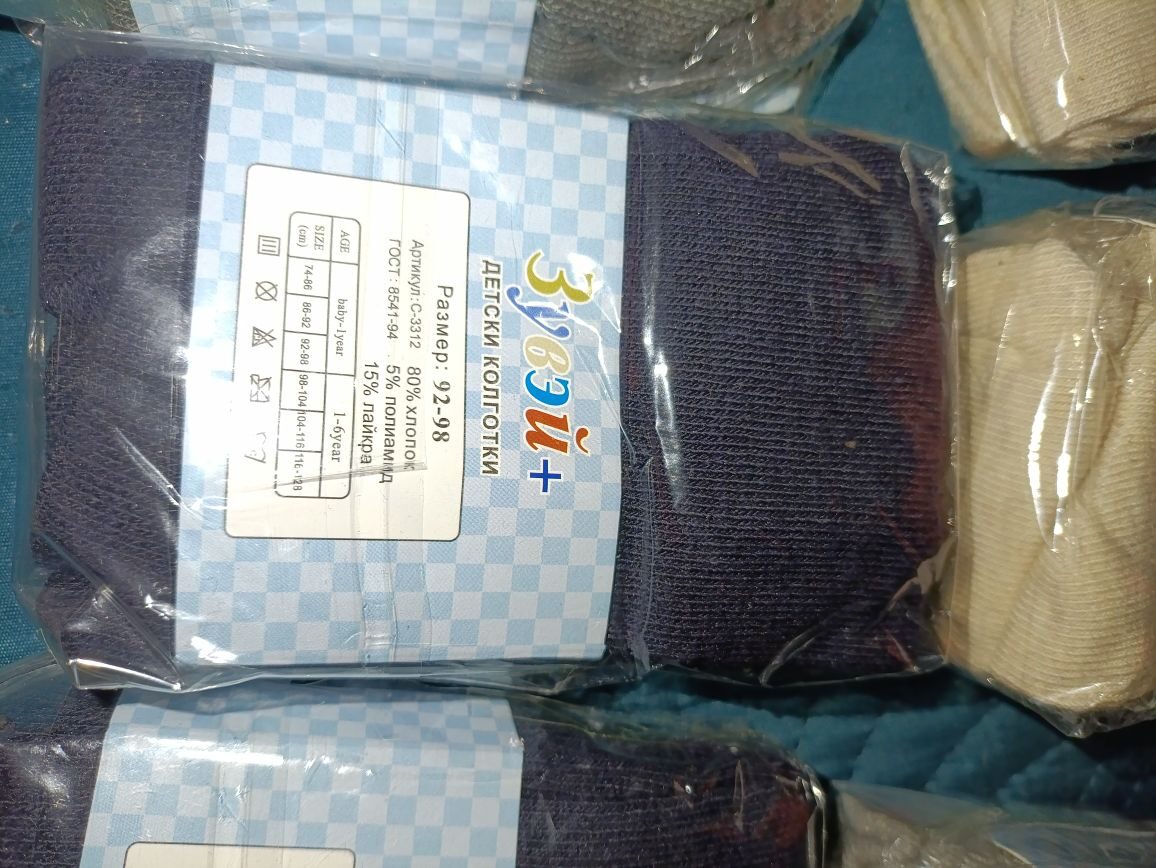 Зувэй+
ДЕТСКИ КОЛГОТКИ
Размер: 92-98
Артикул: С-3312 80% хлопок
ГОСТ: 8541-94 5% полиамид
15% лайкра
AGE baby-1year 1-6year
SIZE (cm) 74-86 86-92 92-98 98-104 104-116 116-128